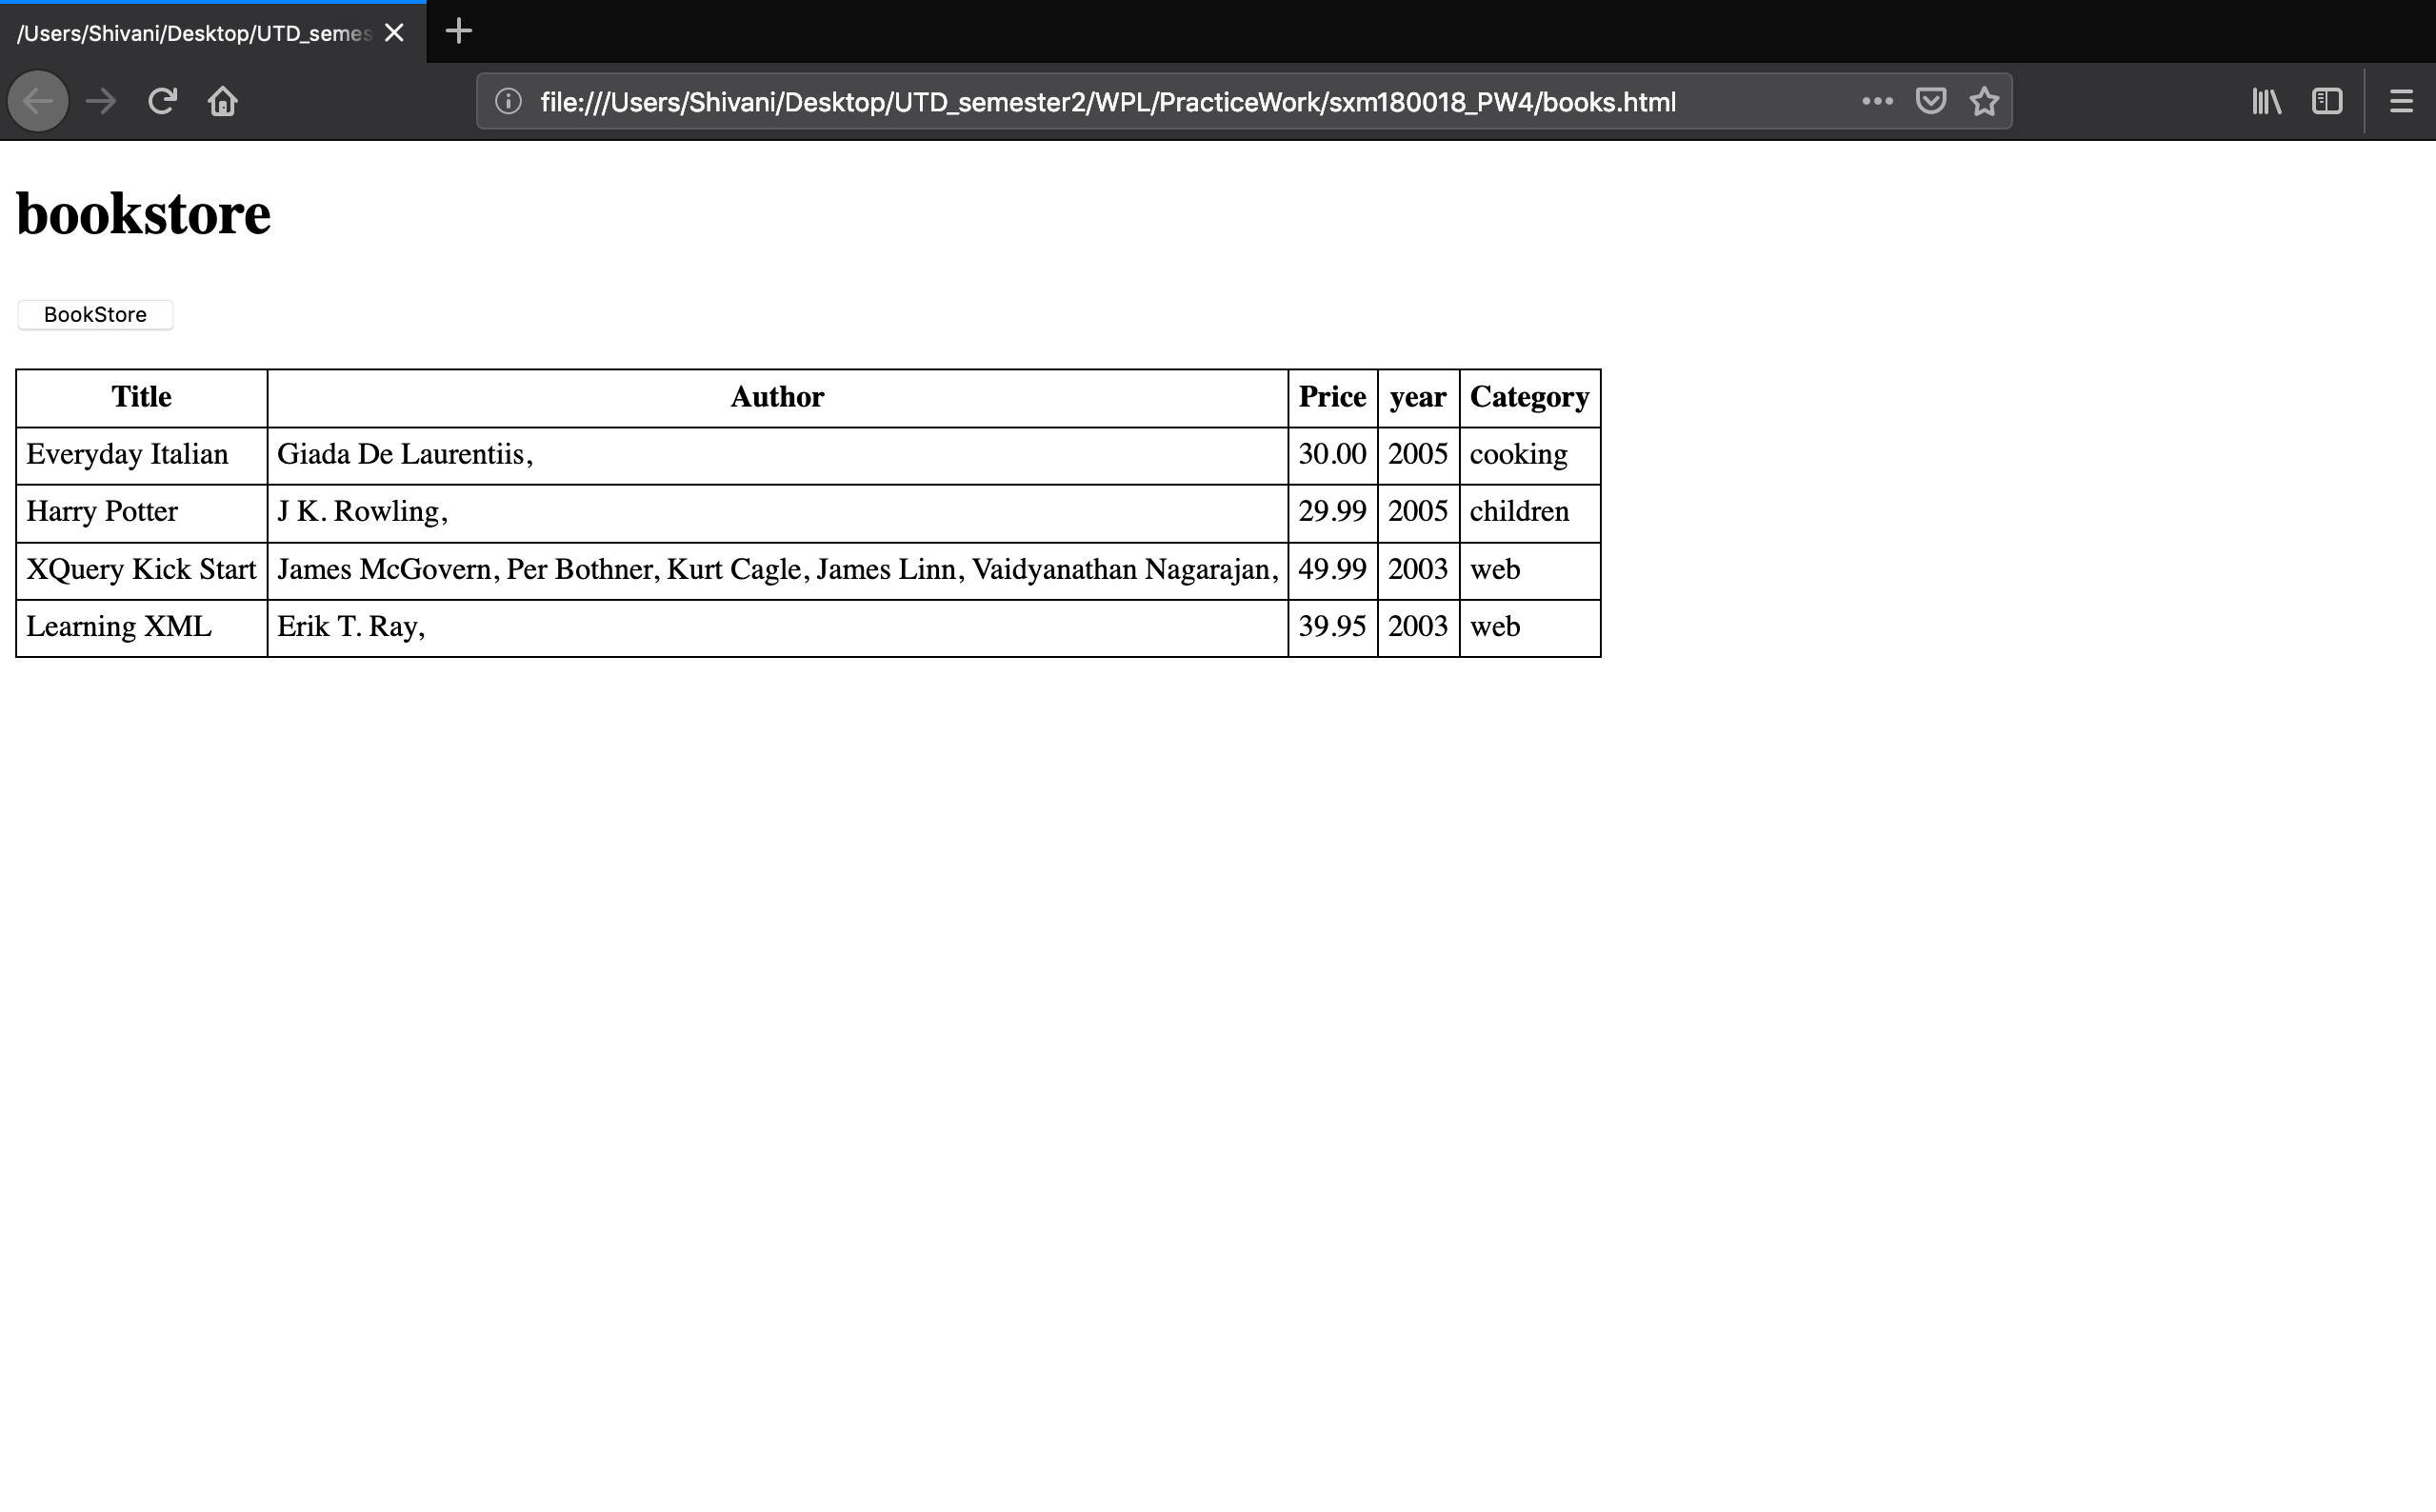 /Users/Shivani/Desktop/UTD_semes
file:///Users/Shivani/Desktop/UTD_semester2/WPL/PracticeWork/sxm180018_PW4/books.html
bookstore
BookStore
Title Author Price year Category
Everyday Italian Giada De Laurentiis, 30.00 2005 cooking
Harry Potter J K. Rowling, 29.99 2005 children
XQuery Kick Start James McGovern, Per Bothner, Kurt Cagle, James Linn, Vaidyanathan Nagarajan, 49.99 2003 web
Learning XML Erik T. Ray, 39.95 2003 web